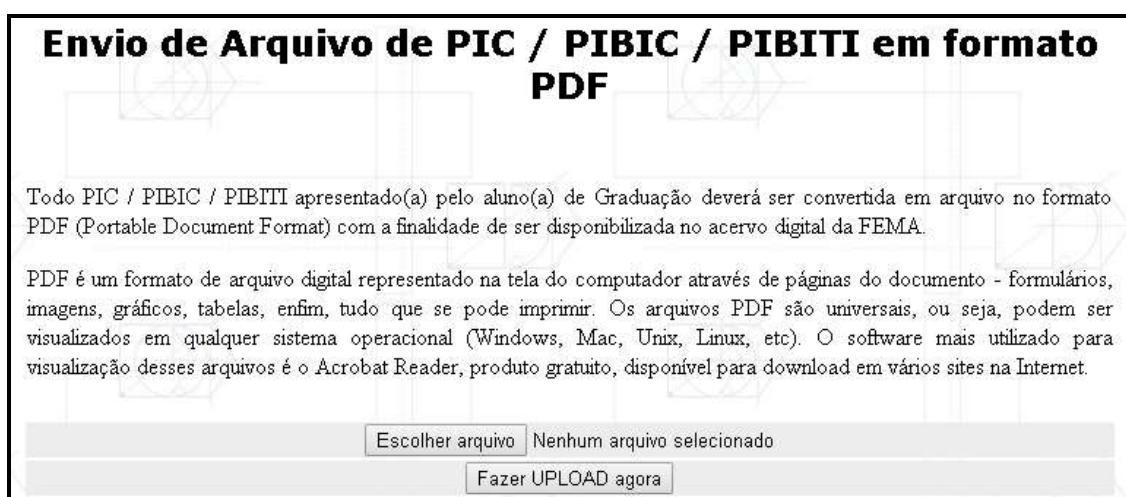 Envio de Arquivo de PIC / PIBIC / PIBITI em formato
PDF
Todo PIC / PIBIC / PIBITI apresentado(a) pelo aluno(a) de Graduação deverá ser convertida em arquivo no formato
PDF (Portable Document Format) com a finalidade de ser disponibilizada no acervo digital da FEMA.
PDF é um formato de arquivo digital representado na tela do computador através de páginas do documento - formulários,
imagens, gráficos, tabelas, enfim, tudo que se pode imprimir. Os arquivos PDF são universais, ou seja, podem ser
visualizados em qualquer sistema operacional (Windows, Mac, Unix, Linux, etc). O software mais utilizado para
visualização desses arquivos é o Acrobat Reader, produto gratuito, disponível para download em vários sites na Internet.
Escolher arquivo Nenhum arquivo selecionado
Fazer UPLOAD agora